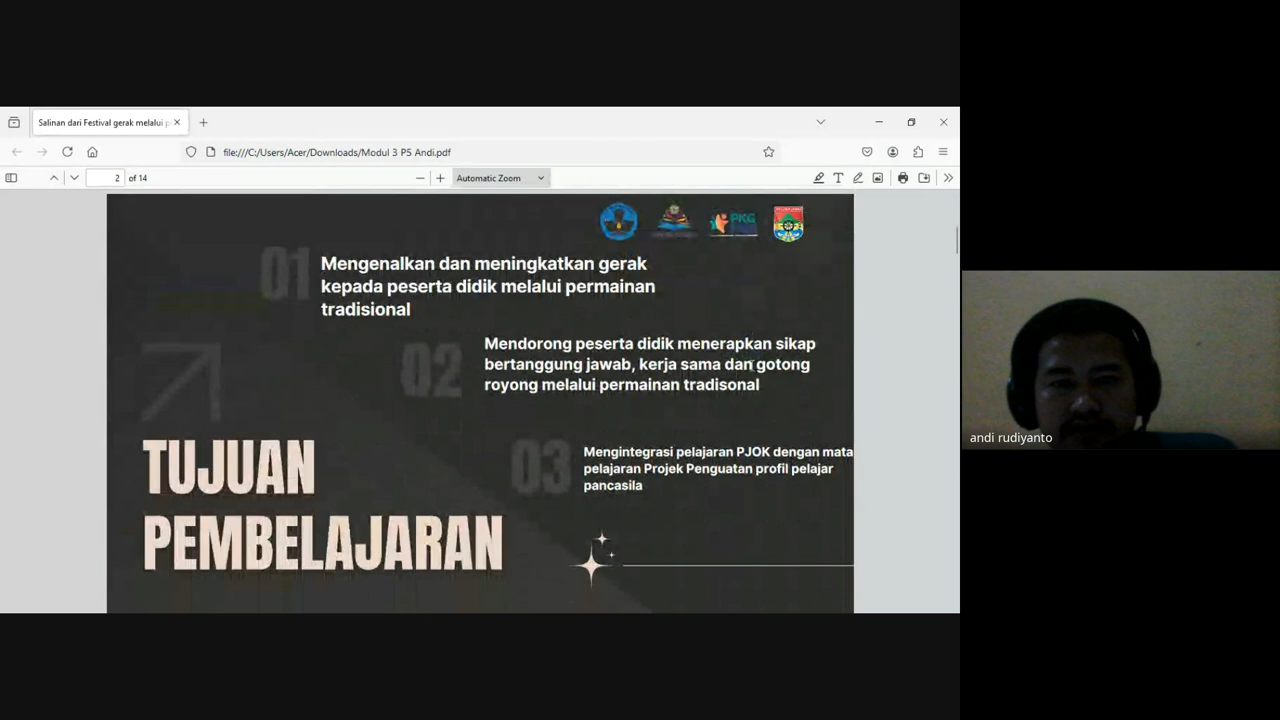 Salinan dari Festival gerak melalui p
file:///C:/Users/Acer/Downloads/Modul 3 P5 Andi.pdf
2 of 14
Automatic Zoom
PKG
01
Mengenalkan dan meningkatkan gerak
kepada peserta didik melalui permainan
tradisional
02
Mendorong peserta didik menerapkan sikap
bertanggung jawab, kerja sama dan gotong
royong melalui permainan tradisonal
03
Mengintegrasi pelajaran PJOK dengan mata
pelajaran Projek Penguatan profil pelajar
pancasila
TUJUAN
PEMBELAJARAN
andi rudiyanto